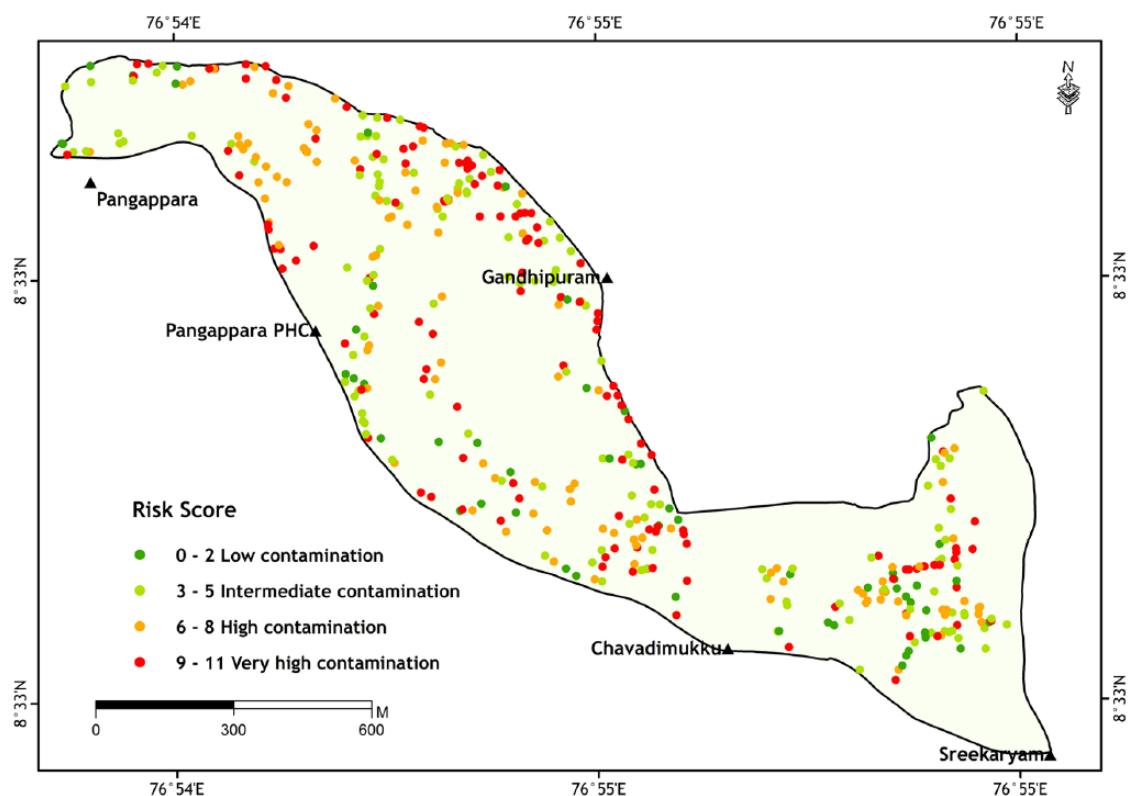 76°54'E 76°55'E 76°55'E
N
Pangappara
Gandhipuram
8°33'N 8°33'N
Pangappara PHC
Risk Score
0 - 2 Low contamination
3 - 5 Intermediate contamination
6 - 8 High contamination
Chavadimukku
9 - 11 Very high contamination
8°33'N 8°33'N
M
0 300 600
Sreekaryam
76°54'E 76°55'E 76°55'E